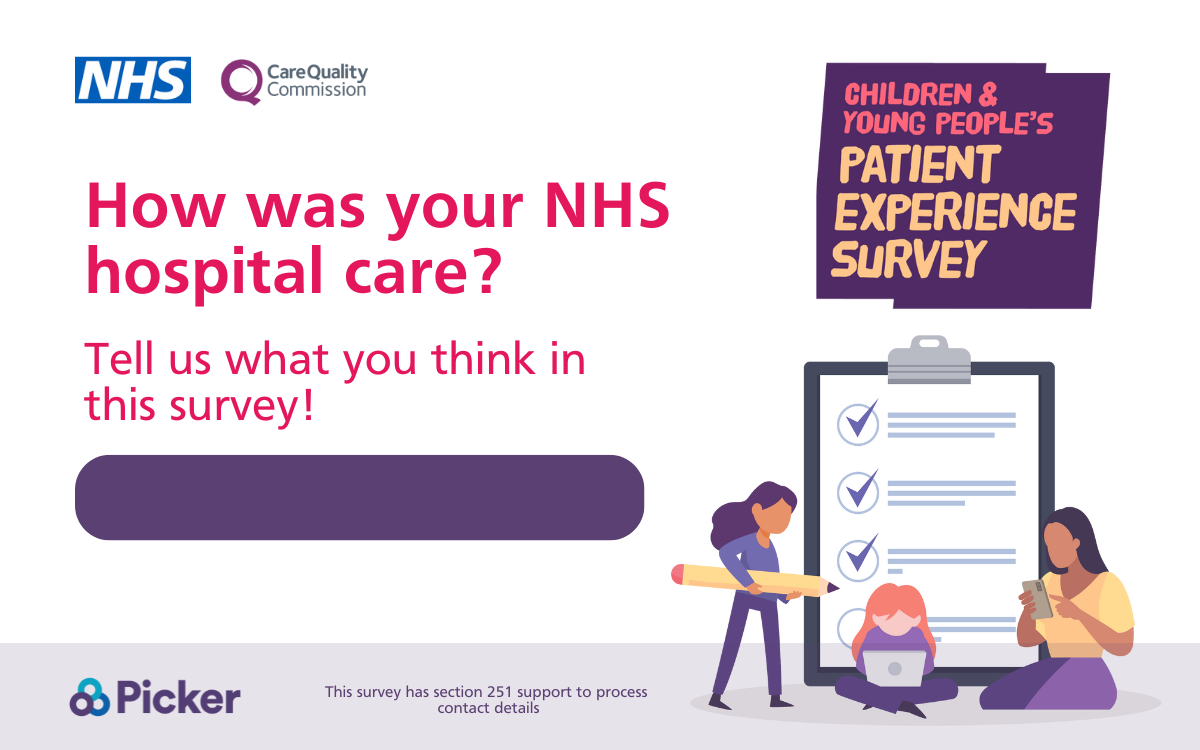 NHS
CareQuality
Commission
CHILDREN &
YOUNG PEOPLE'S
PATIENT
EXPERIENCE
SURVEY
How was your NHS
hospital care?
Tell us what you think in
this survey!
Picker
This survey has section 251 support to process
contact details